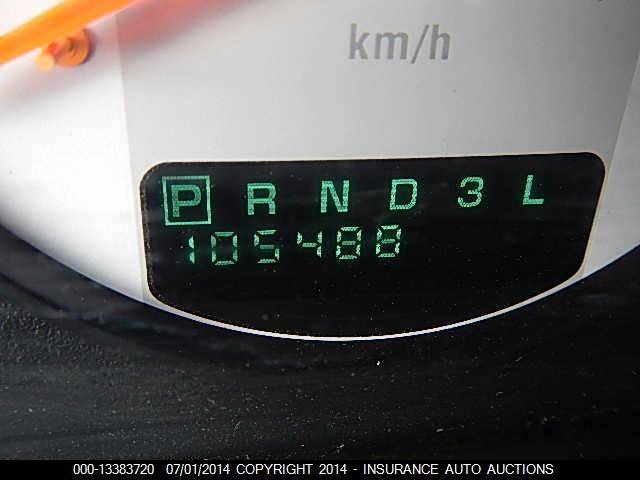 km/h
P R N D 3 L
105488
000-13383720 07/01/2014 COPYRIGHT 2014 - INSURANCE AUTO AUCTIONS